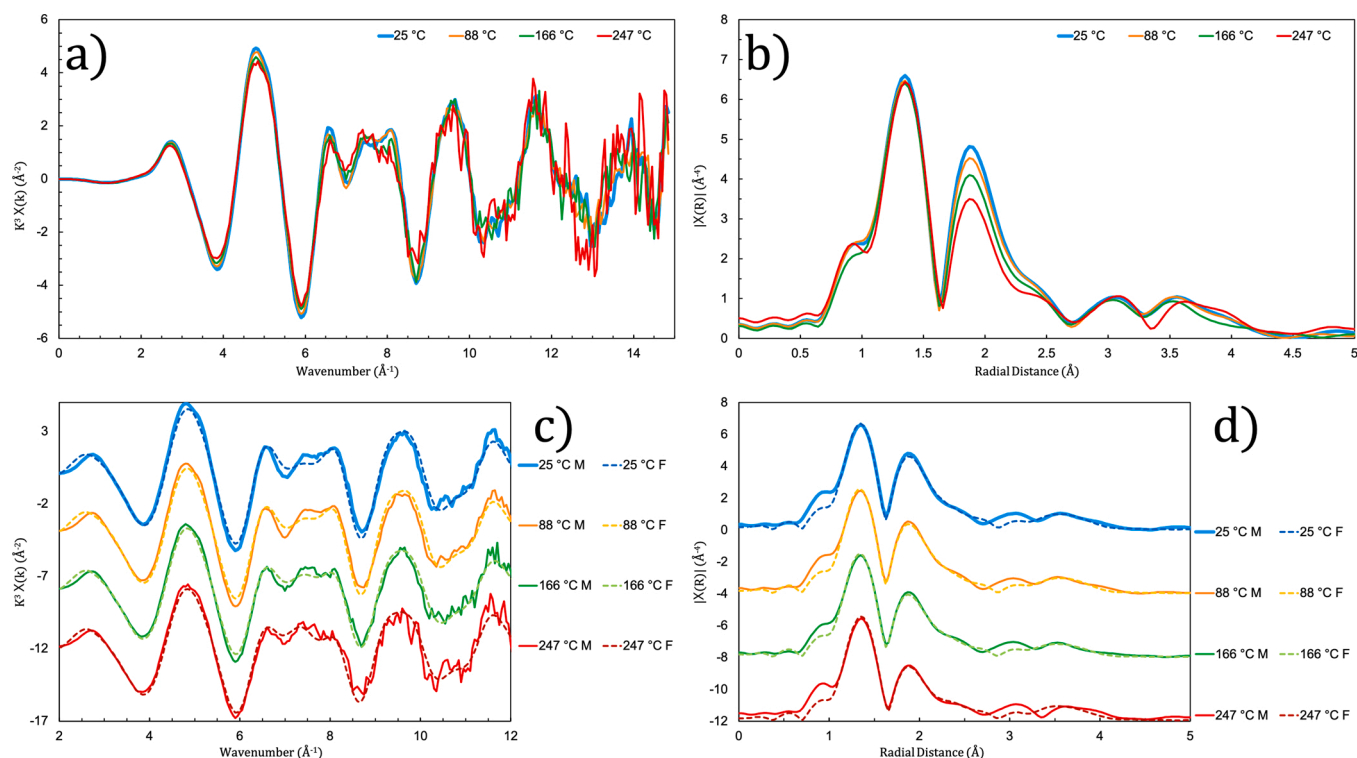 a)
25 °C 88 °C 166 °C 247 °C
K³ X(k) (Å⁻²)
6
4
2
0
-2
-4
-6
0 2 4 6 8 10 12 14
Wavenumber (Å⁻¹)
b)
25 °C 88 °C 166 °C 247 °C
|X(R)| (Å⁻⁴)
8
7
6
5
4
3
2
1
0
0 0.5 1 1.5 2 2.5 3 3.5 4 4.5 5
Radial Distance (Å)
c)
K³ X(k) (Å⁻²)
3
-2
-7
-12
-17
2 4 6 8 10 12
Wavenumber (Å⁻¹)
25 °C M 25 °C F
88 °C M 88 °C F
166 °C M 166 °C F
247 °C M 247 °C F
d)
|X(R)| (Å⁻⁴)
8
6
4
2
0
-2
-4
-6
-8
-10
-12
0 1 2 3 4 5
Radial Distance (Å)
25 °C M 25 °C F
88 °C M 88 °C F
166 °C M 166 °C F
247 °C M 247 °C F